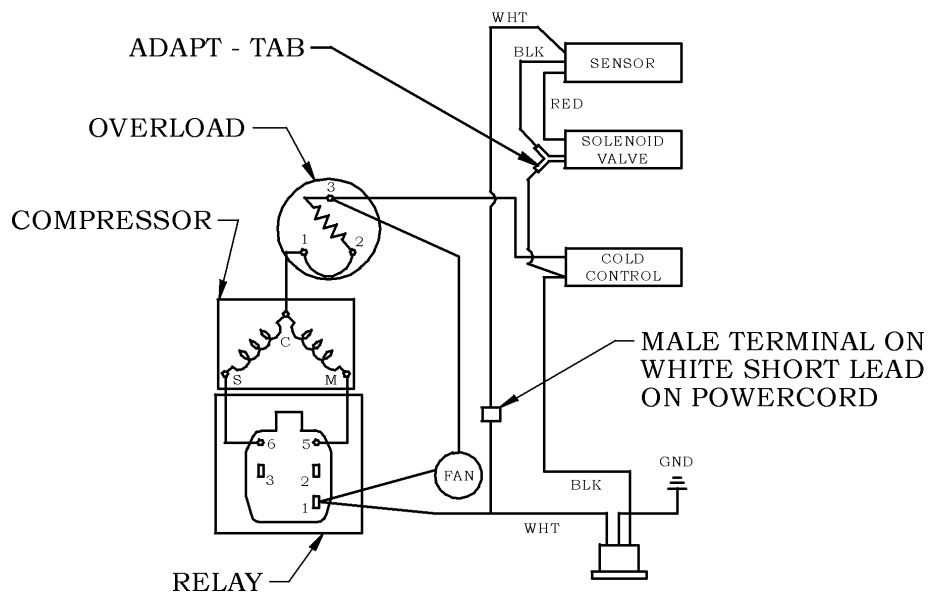 WHT
ADAPT - TAB
BLK
SENSOR
RED
OVERLOAD
SOLENOID
VALVE
3
COMPRESSOR
1
2
COLD
CONTROL
C
S
M
MALE TERMINAL ON
WHITE SHORT LEAD
ON POWERCORD
6
5
3
2
1
FAN
GND
BLK
WHT
RELAY